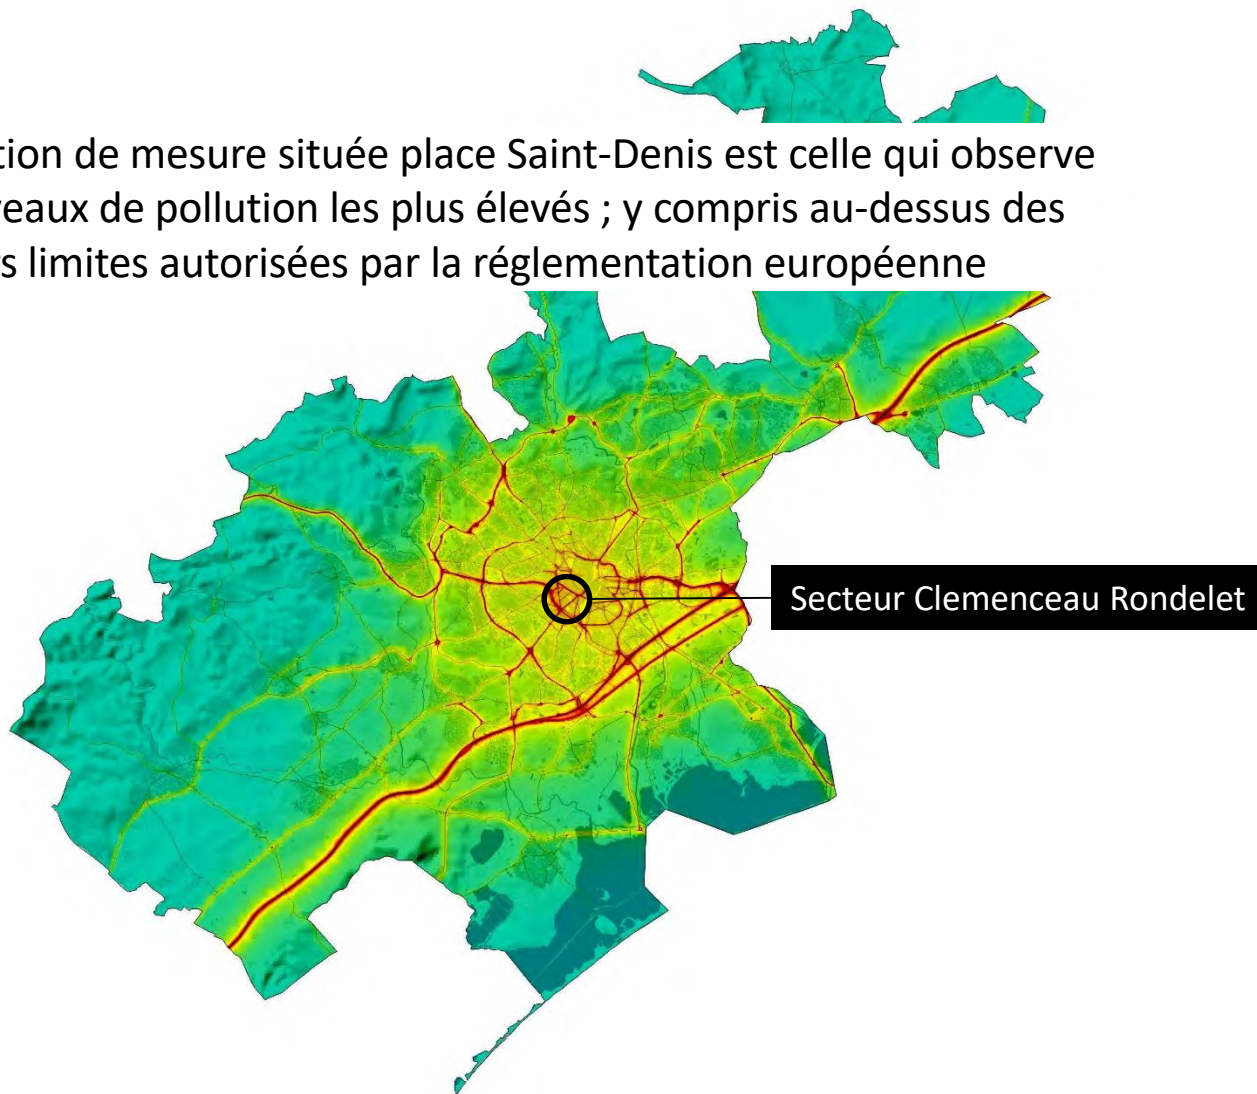 tion de mesure située place Saint-Denis est celle qui observe
veaux de pollution les plus élevés ; y compris au-dessus des
s limites autorisées par la réglementation européenne
Secteur Clemenceau Rondelet